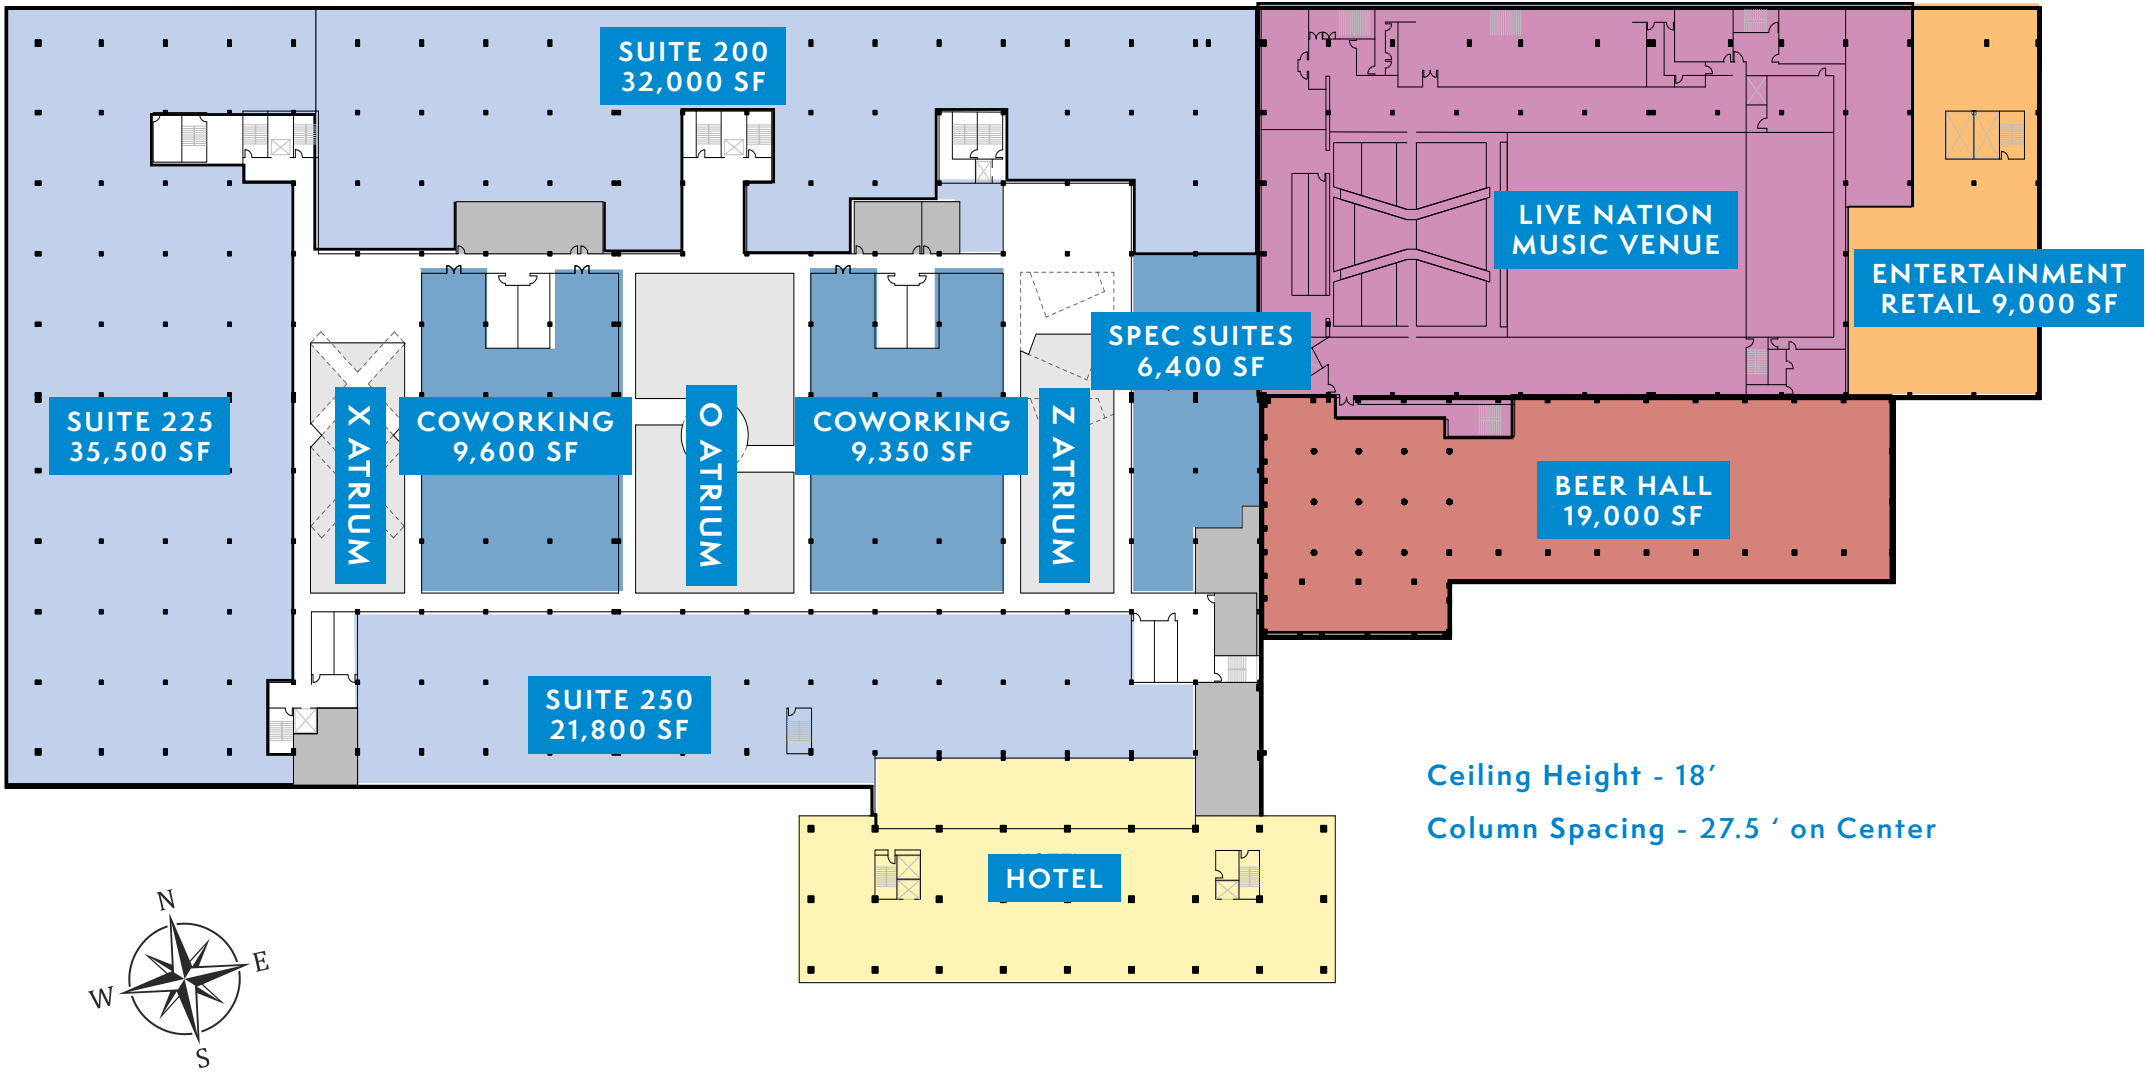 SUITE 200
32,000 SF
LIVE NATION
MUSIC VENUE
ENTERTAINMENT
RETAIL 9,000 SF
SPEC SUITES
6,400 SF
SUITE 225
35,500 SF
X ATRIUM
COWORKING
9,600 SF
O ATRIUM
COWORKING
9,350 SF
Z ATRIUM
BEER HALL
19,000 SF
SUITE 250
21,800 SF
Ceiling Height - 18’
Column Spacing - 27.5 ‘ on Center
HOTEL
N
E
W
S